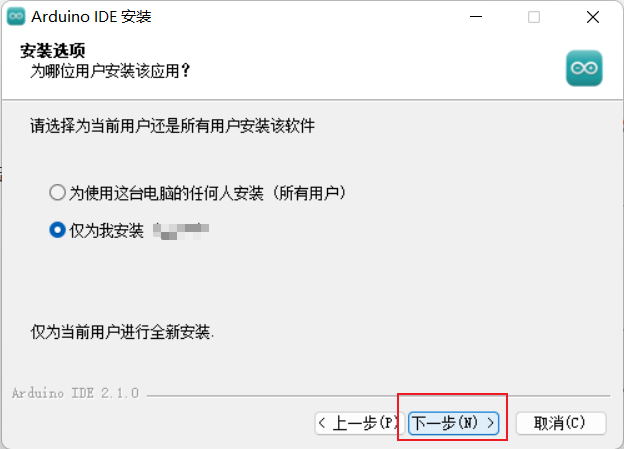 Arduino IDE 安装
安装选项
为哪位用户安装该应用？
请选择为当前用户还是所有用户安装该软件
为使用这台电脑的任何人安装（所有用户）
仅为我安装
仅为当前用户进行全新安装.
Arduino IDE 2.1.0
< 上一步(P) 下一步(N) > 取消(C)